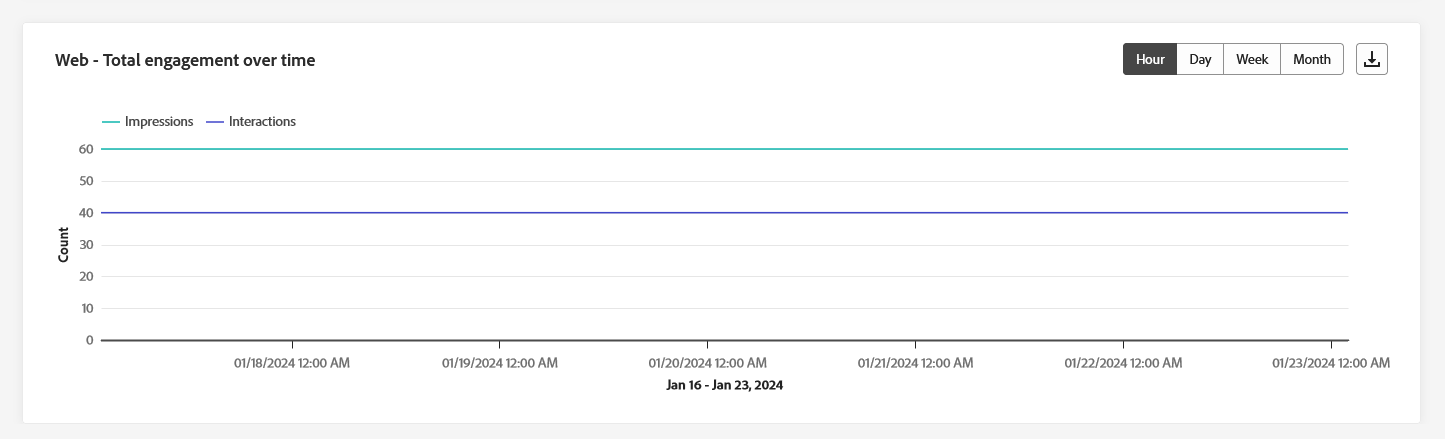 Web - Total engagement over time
Hour Day Week Month
Impressions Interactions
60
50
40
30
20
10
0
Count
01/18/2024 12:00 AM 01/19/2024 12:00 AM 01/20/2024 12:00 AM 01/21/2024 12:00 AM 01/22/2024 12:00 AM 01/23/2024 12:00 AM
Jan 16 - Jan 23, 2024